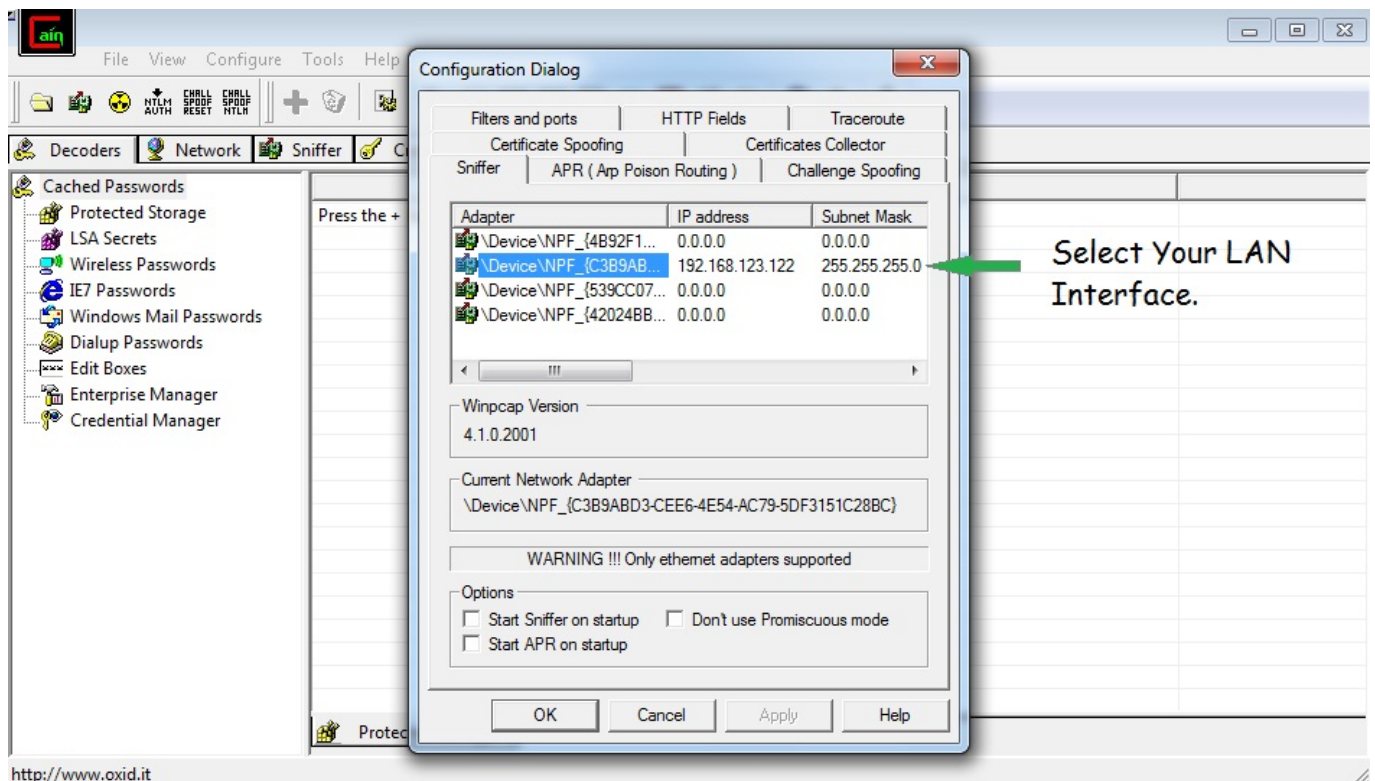 Cain
File View Configure Tools Help
NTLM AUTH
CHALL SPOOF RESET
CHALL SPOOF NTLM
Decoders Network Sniffer
Cached Passwords
Protected Storage
LSA Secrets
Wireless Passwords
IE7 Passwords
Windows Mail Passwords
Dialup Passwords
Edit Boxes
Enterprise Manager
Credential Manager
Press the +
Configuration Dialog
Filters and ports HTTP Fields Traceroute
Certificate Spoofing Certificates Collector
Sniffer APR ( Arp Poison Routing ) Challenge Spoofing
Adapter IP address Subnet Mask
\Device\NPF_{4B92F1... 0.0.0.0 0.0.0.0
\Device\NPF_{C3B9AB... 192.168.123.122 255.255.255.0
\Device\NPF_{539CC07... 0.0.0.0 0.0.0.0
\Device\NPF_{42024BB... 0.0.0.0 0.0.0.0
Winpcap Version
4.1.0.2001
Current Network Adapter
\Device\NPF_{C3B9ABD3-CEE6-4E54-AC79-5DF3151C28BC}
WARNING !!! Only ethernet adapters supported
Options
Start Sniffer on startup Don't use Promiscuous mode
Start APR on startup
OK Cancel Apply Help
Select Your LAN
Interface.
Protec
http://www.oxid.it